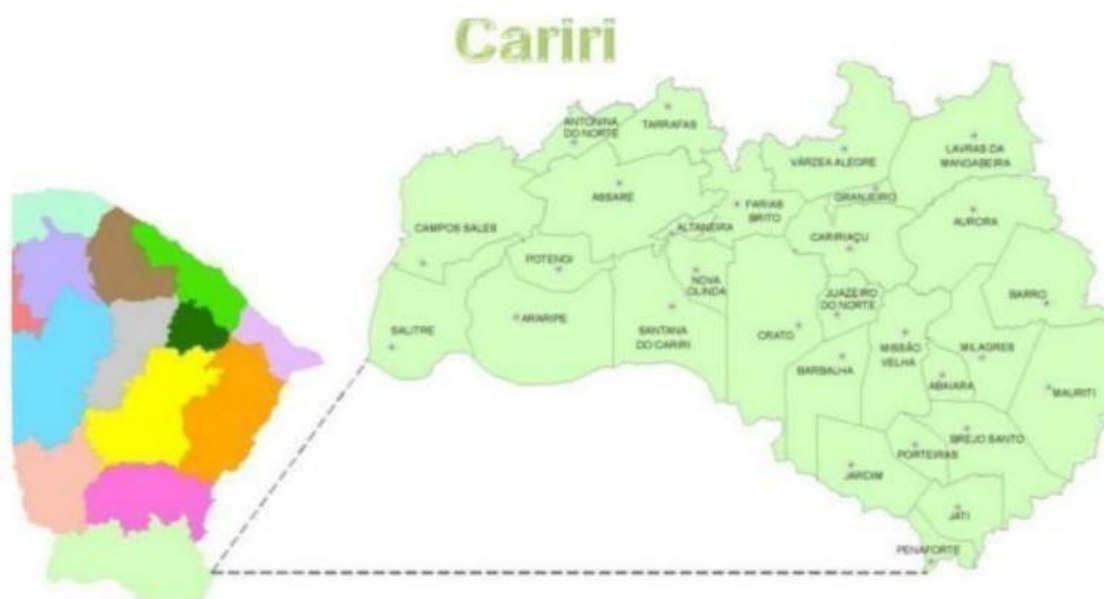 Cariri
ANTONINA
DO NORTE
TARRAFAS
VÁRZEA ALEGRE
LAVRAS DA
MANGABEIRA
GRANJEIRO
ASSARÉ
FARIAS
BRITO
ALTANEIRA
AURORA
CAMPOS SALES
CARIRIAÇU
POTENGI
NOVA
OLINDA
JUAZEIRO
DO NORTE
BARRO
SALITRE
ARARIPE
SANTANA
DO CARIRI
CRATO
MISSÃO
VELHA
MILAGRES
BARBALHA
ABAIARA
MAURITI
BREJO SANTO
PORTEIRAS
JARDIM
JATI
PENAFORTE